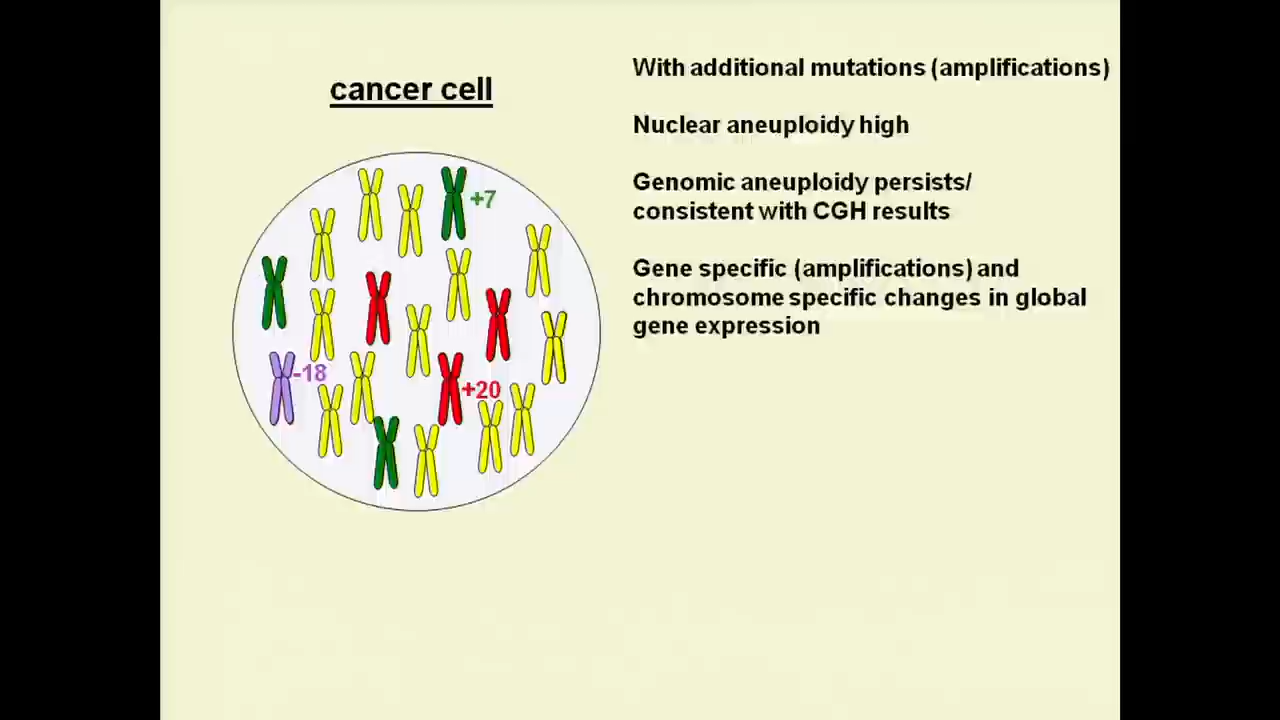 cancer cell
+7
-18
+20
With additional mutations (amplifications)
Nuclear aneuploidy high
Genomic aneuploidy persists/
consistent with CGH results
Gene specific (amplifications) and
chromosome specific changes in global
gene expression